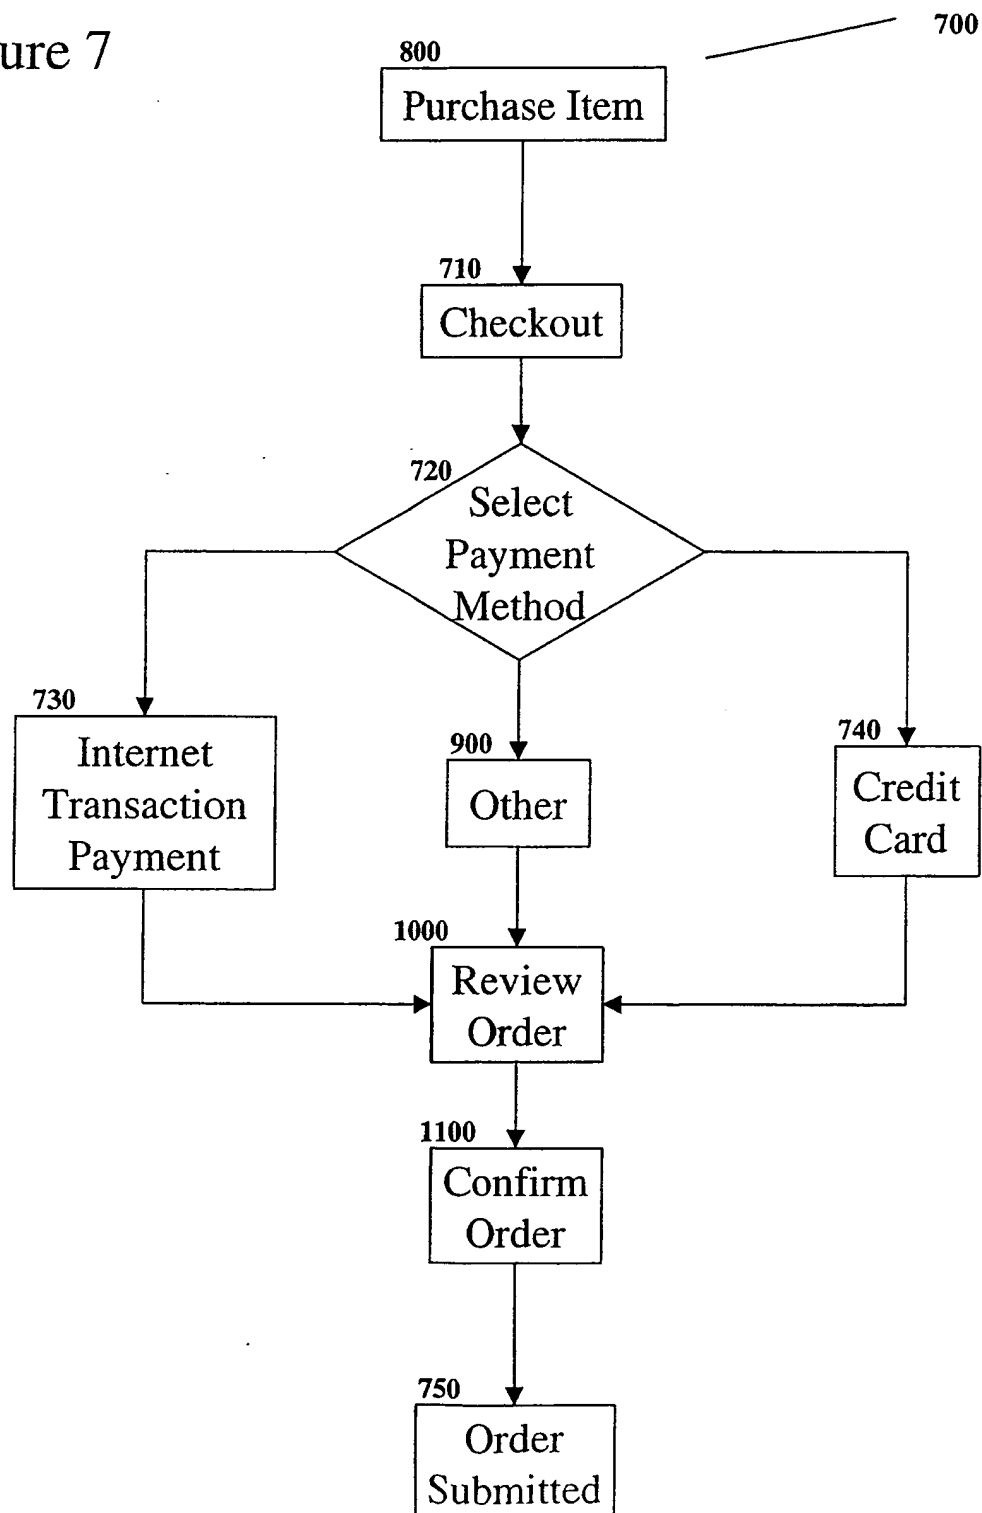 ure 7
700
800
Purchase Item
710
Checkout
720
Select
Payment
Method
730
Internet
Transaction
Payment
900
Other
740
Credit
Card
1000
Review
Order
1100
Confirm
Order
750
Order
Submitted